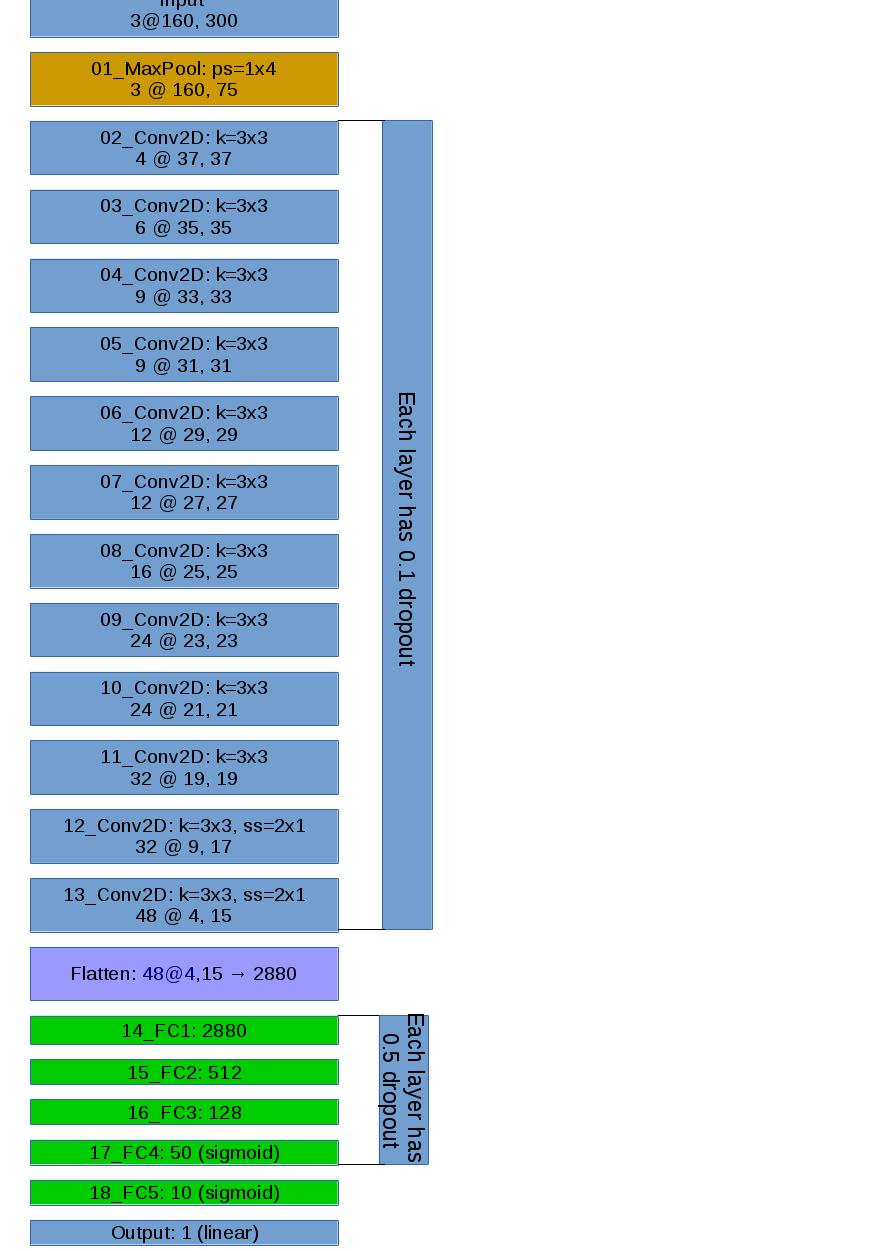 Input
3@160, 300
01_MaxPool: ps=1x4
3 @ 160, 75
02_Conv2D: k=3x3
4 @ 37, 37
03_Conv2D: k=3x3
6 @ 35, 35
04_Conv2D: k=3x3
9 @ 33, 33
05_Conv2D: k=3x3
9 @ 31, 31
06_Conv2D: k=3x3
12 @ 29, 29
07_Conv2D: k=3x3
12 @ 27, 27
08_Conv2D: k=3x3
16 @ 25, 25
09_Conv2D: k=3x3
24 @ 23, 23
10_Conv2D: k=3x3
24 @ 21, 21
11_Conv2D: k=3x3
32 @ 19, 19
12_Conv2D: k=3x3, ss=2x1
32 @ 9, 17
13_Conv2D: k=3x3, ss=2x1
48 @ 4, 15
Each layer has 0.1 dropout
Flatten: 48@4,15 → 2880
14_FC1: 2880
15_FC2: 512
16_FC3: 128
17_FC4: 50 (sigmoid)
Each layer has
0.5 dropout
18_FC5: 10 (sigmoid)
Output: 1 (linear)